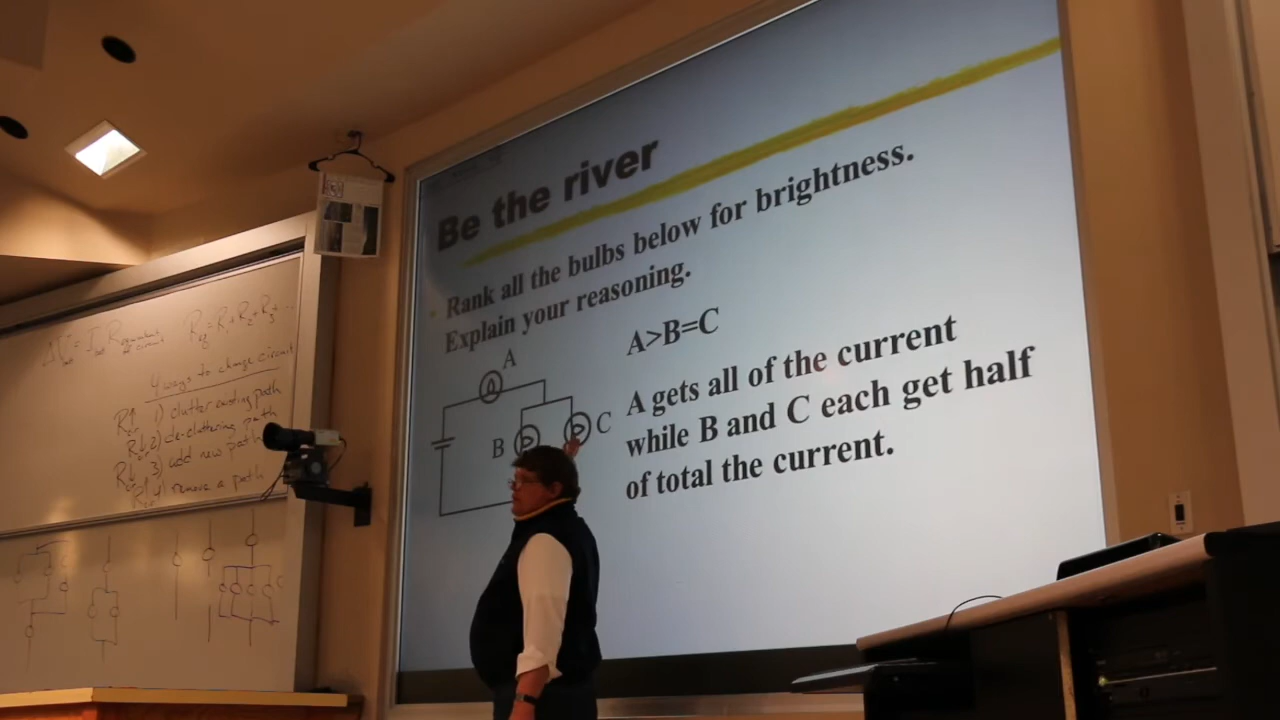 Be the river
Rank all the bulbs below for brightness.
Explain your reasoning.
A
B
C
A>B=C
A gets all of the current
while B and C each get half
of total the current.
4 ways to change circuit
1) clutter existing path
2) de-cluttering path
3) add new path
4) remove a path